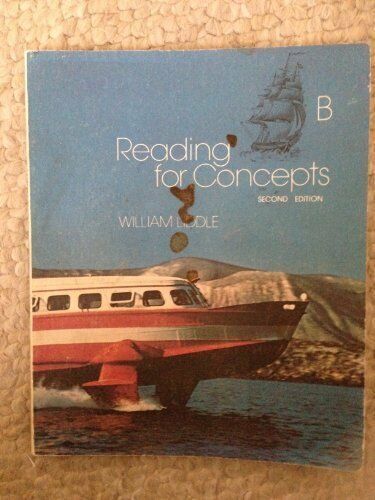 B
Reading
for Concepts
SECOND EDITION
WILLIAM LIDDLE